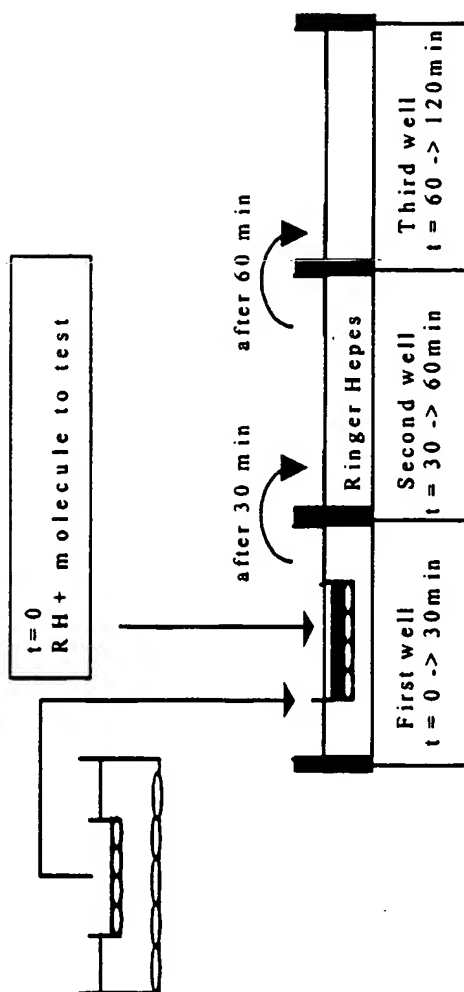 t=0
RH+ molecule to test
after 30 min
after 60 min
Ringer Hepes
First well
t = 0 -> 30min
Second well
t = 30 -> 60min
Third well
t = 60 -> 120min